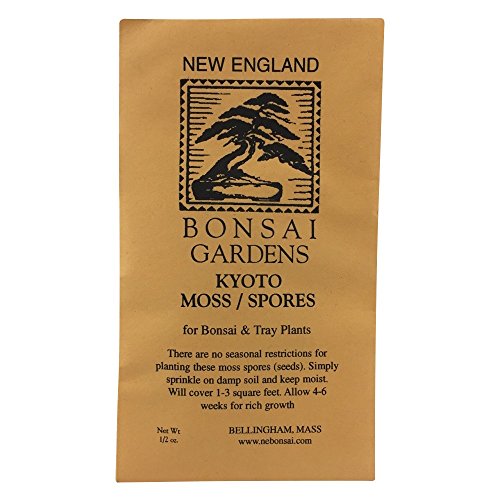 NEW ENGLAND
BONSAI
GARDENS
KYOTO
MOSS / SPORES
for Bonsai & Tray Plants
There are no seasonal restrictions for
planting these moss spores (seeds). Simply
sprinkle on damp soil and keep moist.
Will cover 1-3 square feet. Allow 4-6
weeks for rich growth
Net Wt.
1/2 oz.
BELLINGHAM, MASS
www.nebonsai.com